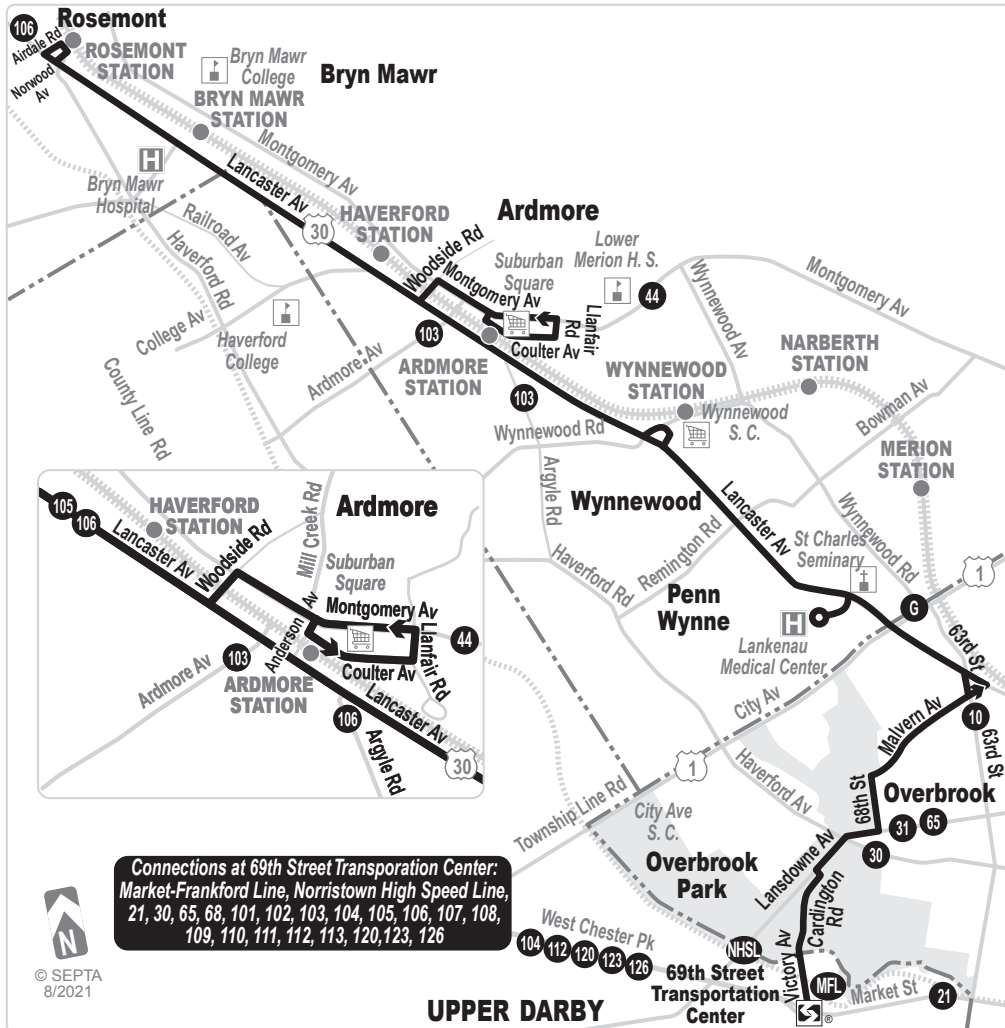 106
Rosemont
Airdale Rd
ROSEMONT
STATION
Norwood
Av
Bryn Mawr
College
Bryn Mawr
BRYN MAWR
STATION
Montgomery Av
H
Bryn Mawr
Hospital
Lancaster Av
30
Railroad Av
Haverford Rd
HAVERFORD
STATION
Ardmore
Woodside Rd
Suburban
Square
Montgomery Av
Lower
Merion H. S.
44
Llanfair
Rd
Coulter Av
Wynnewood Av
Montgomery Av
College Av
Haverford
College
103
Ardmore Av
ARDMORE
STATION
103
WYNNEWOOD
STATION
NARBERTH
STATION
Wynnewood
S. C.
Bowman Av
County Line Rd
Wynnewood Rd
Argyle Rd
MERION
STATION
Wynnewood
Lancaster Av
St Charles
Seminary
Wynnewood Rd
1
Haverford Rd
Remington Rd
Penn
Wynne
H
Lankenau
Medical Center
G
63rd St
City Av
Malvern Av
10
63rd St
105
106
HAVERFORD
STATION
Lancaster Av
Woodside Rd
Mill Creek Rd
Ardmore
Suburban
Square
Montgomery Av
Anderson
Av
Coulter Av
Llanfair Rd
44
103
Ardmore Av
ARDMORE
STATION
Lancaster Av
106
Argyle Rd
30
1
Haverford Av
68th St
Overbrook
31
65
30
Township Line Rd
City Ave
S. C.
Overbrook
Park
Lansdowne Av
Cardington
Rd
Connections at 69th Street Transporation Center:
Market-Frankford Line, Norristown High Speed Line,
21, 30, 65, 68, 101, 102, 103, 104, 105, 106, 107, 108,
109, 110, 111, 112, 113, 120,123, 126
N
© SEPTA
8/2021
West Chester Pk
104
112
120
123
126
NHSL
69th Street
Transportation
Center
Victory Av
MFL
Market St
21
®
UPPER DARBY